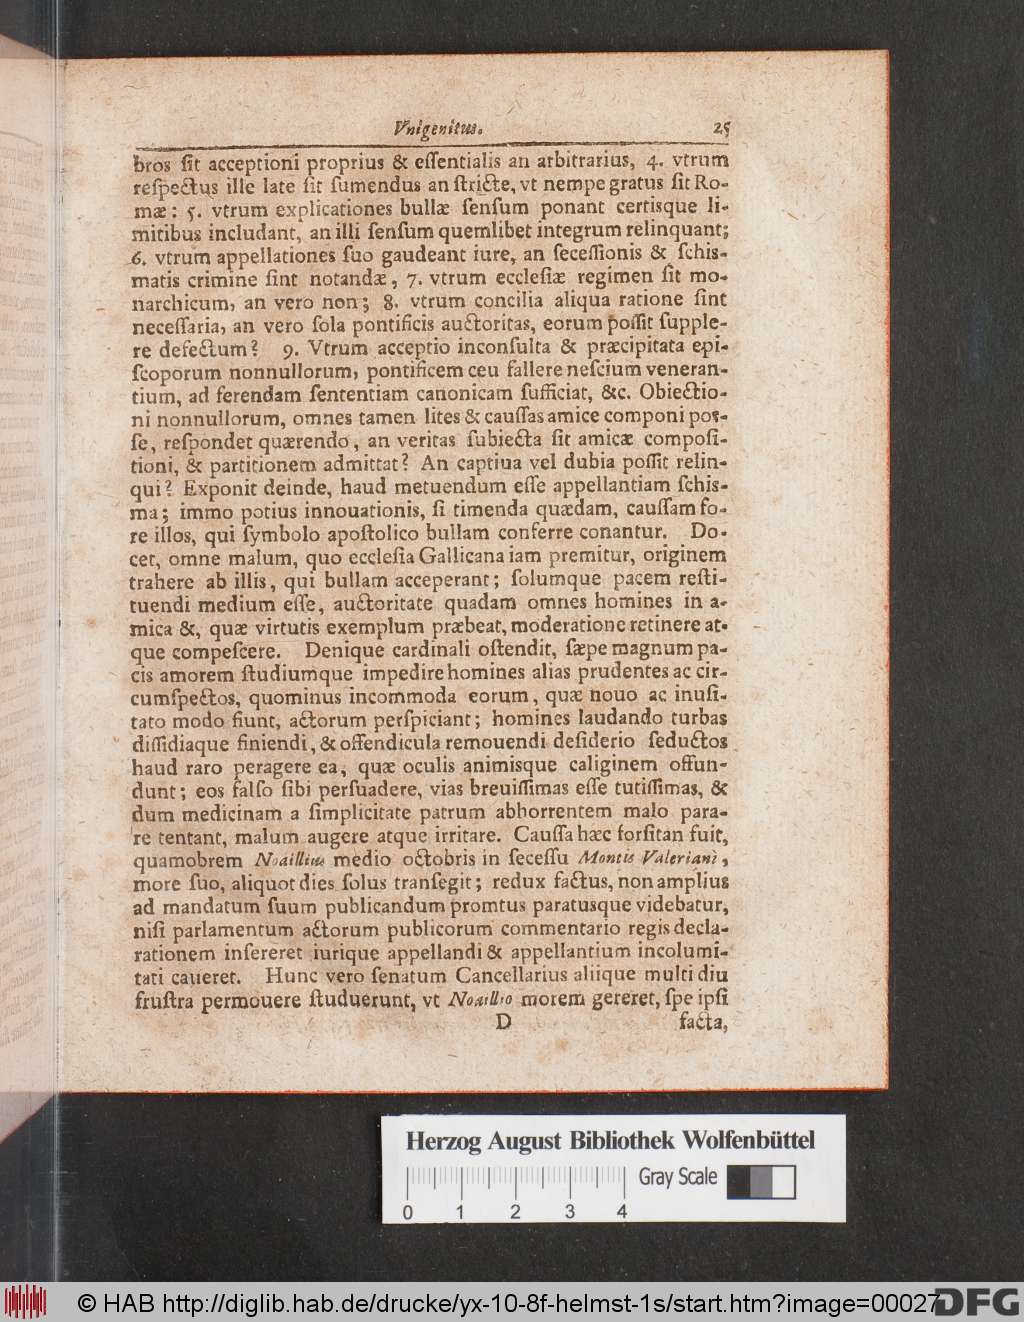 Vnigenitus. 25
bros ſit acceptioni proprius & eſſentialis an arbitrarius, 4. vtrum
reſpectus ille late ſit ſumendus an ſtricte, vt nempe gratus ſit Ro-
mæ: 5. vtrum explicationes bullæ ſenſum ponant certisque li-
mitibus includant, an illi ſenſum quemlibet integrum relinquant;
6. vtrum appellationes ſuo gaudeant iure, an ſeceſſionis & ſchis-
matis crimine ſint notandæ, 7. vtrum eccleſiæ regimen ſit mo-
narchicum, an vero non; 8. vtrum concilia aliqua ratione ſint
neceſſaria, an vero ſola pontificis auctoritas, eorum poſſit ſupple-
re defectum? 9. Vtrum acceptio inconſulta & præcipitata epi-
ſcoporum nonnullorum, pontificem ceu fallere neſcium veneran-
tium, ad ferendam ſententiam canonicam ſufficiat, &c. Obiectio-
ni nonnullorum, omnes tamen lites & cauſſas amice componi poſ-
ſe, reſpondet quærendo, an veritas ſubiecta ſit amicæ compoſi-
tioni, & partitionem admittat? An captiua vel dubia poſſit relin-
qui? Exponit deinde, haud metuendum eſſe appellantiam ſchis-
ma; immo potius innouationis, ſi timenda quædam, cauſſam fo-
re illos, qui ſymbolo apoſtolico bullam conferre conantur. Do-
cet, omne malum, quo eccleſia Gallicana iam premitur, originem
trahere ab illis, qui bullam acceperant; ſolumque pacem reſti-
tuendi medium eſſe, auctoritate quadam omnes homines in a-
mica &, quæ virtutis exemplum præbeat, moderatione retinere at-
que compeſcere. Denique cardinali oſtendit, ſæpe magnum pa-
cis amorem ſtudiumque impedire homines alias prudentes ac cir-
cumſpectos, quominus incommoda eorum, quæ nouo ac inuſi-
tato modo fiunt, actorum perſpiciant; homines laudando turbas
diſſidiaque finiendi, & offendicula remouendi deſiderio ſeductos
haud raro peragere ea, quæ oculis animisque caliginem offun-
dunt; eos falſo ſibi perſuadere, vias breuiſſimas eſſe tutiſſimas, &
dum medicinam a ſimplicitate patrum abhorrentem malo para-
re tentant, malum augere atque irritare. Cauſſa hæc forſitan fuit,
quamobrem Noaillius medio octobris in ſeceſſu Montis Valeriani,
more ſuo, aliquot dies ſolus tranſegit; redux factus, non amplius
ad mandatum ſuum publicandum promtus paratusque videbatur,
niſi parlamentum actorum publicorum commentario regis decla-
rationem inſereret iurique appellandi & appellantium incolumi-
tati caueret. Hunc vero ſenatum Cancellarius aliique multi diu
fruſtra permouere ſtuduerunt, vt Noaillio morem gereret, ſpe ipſi
D facta,
Herzog August Bibliothek Wolfenbüttel
Gray Scale
0 1 2 3 4
© HAB http://diglib.hab.de/drucke/yx-10-8f-helmst-1s/start.htm?image=00027
DFG